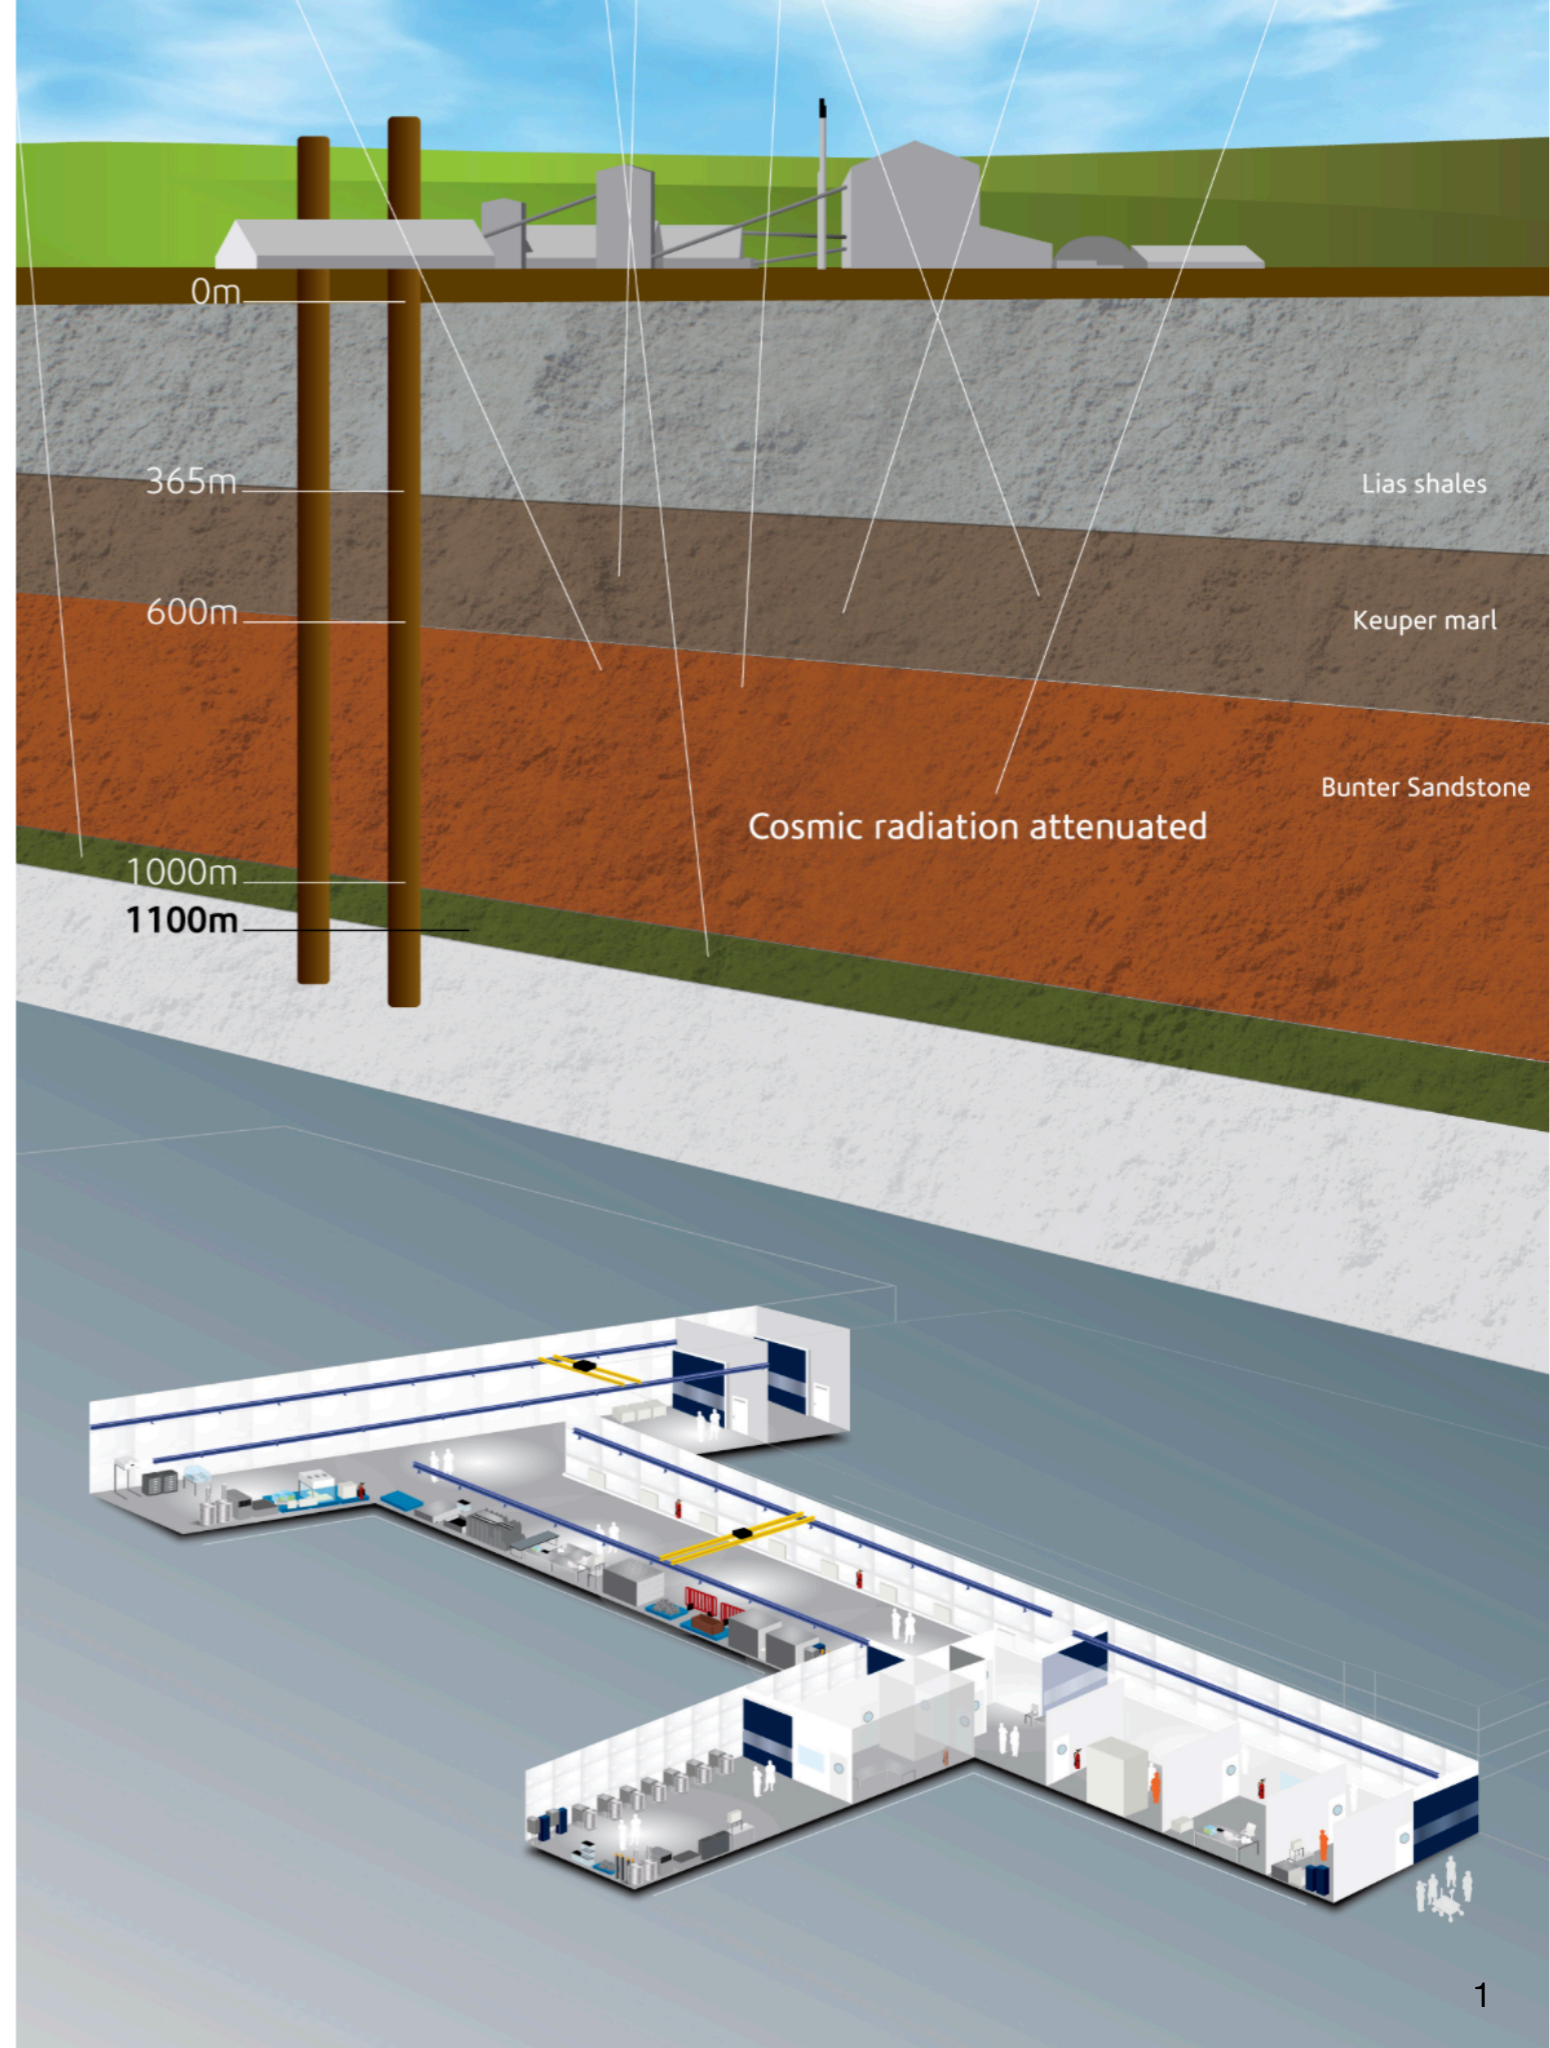 0m
365m
Lias shales
600m
Keuper marl
Bunter Sandstone
Cosmic radiation attenuated
1000m
1100m
1